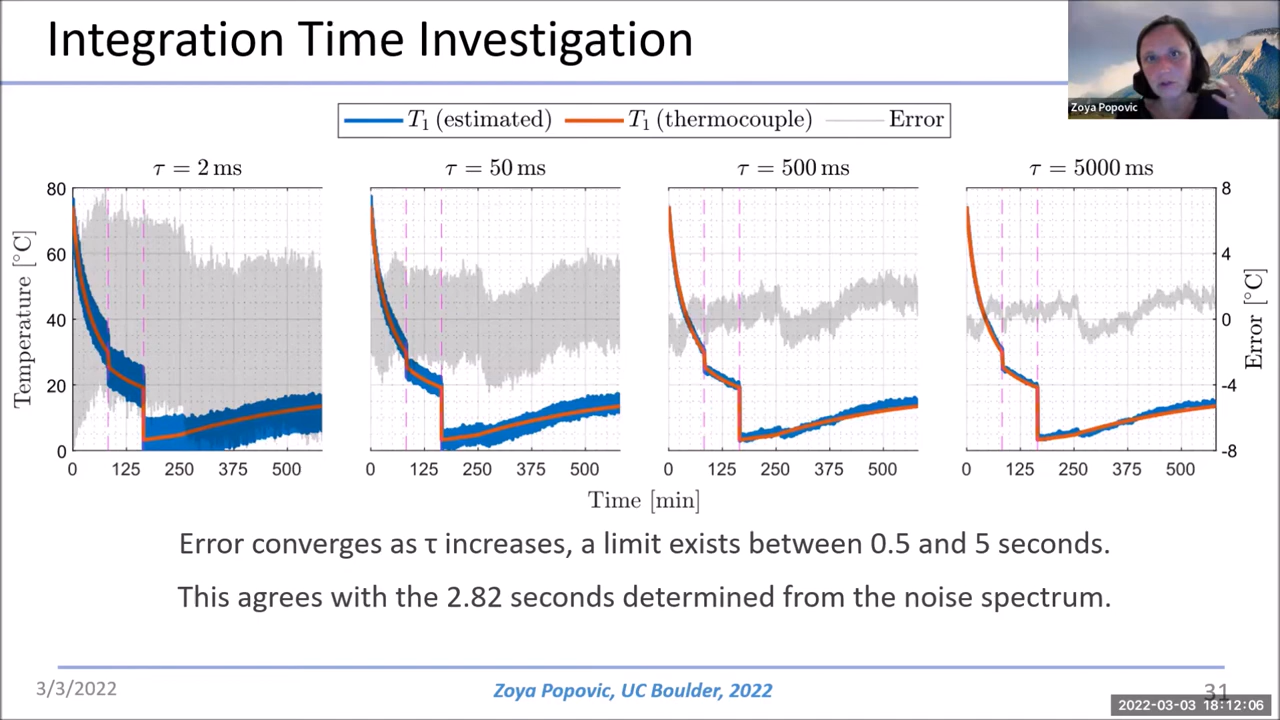 Integration Time Investigation
Zoya Popovic
T₁ (estimated) T₁ (thermocouple) Error
τ = 2 ms τ = 50 ms τ = 500 ms τ = 5000 ms
Temperature [°C]
80
60
40
20
0
8
4
0
-4
-8
Error [°C]
0 125 250 375 500 0 125 250 375 500 0 125 250 375 500 0 125 250 375 500
Time [min]
Error converges as τ increases, a limit exists between 0.5 and 5 seconds.
This agrees with the 2.82 seconds determined from the noise spectrum.
3/3/2022 Zoya Popovic, UC Boulder, 2022 31
2022-03-03 18:12:06